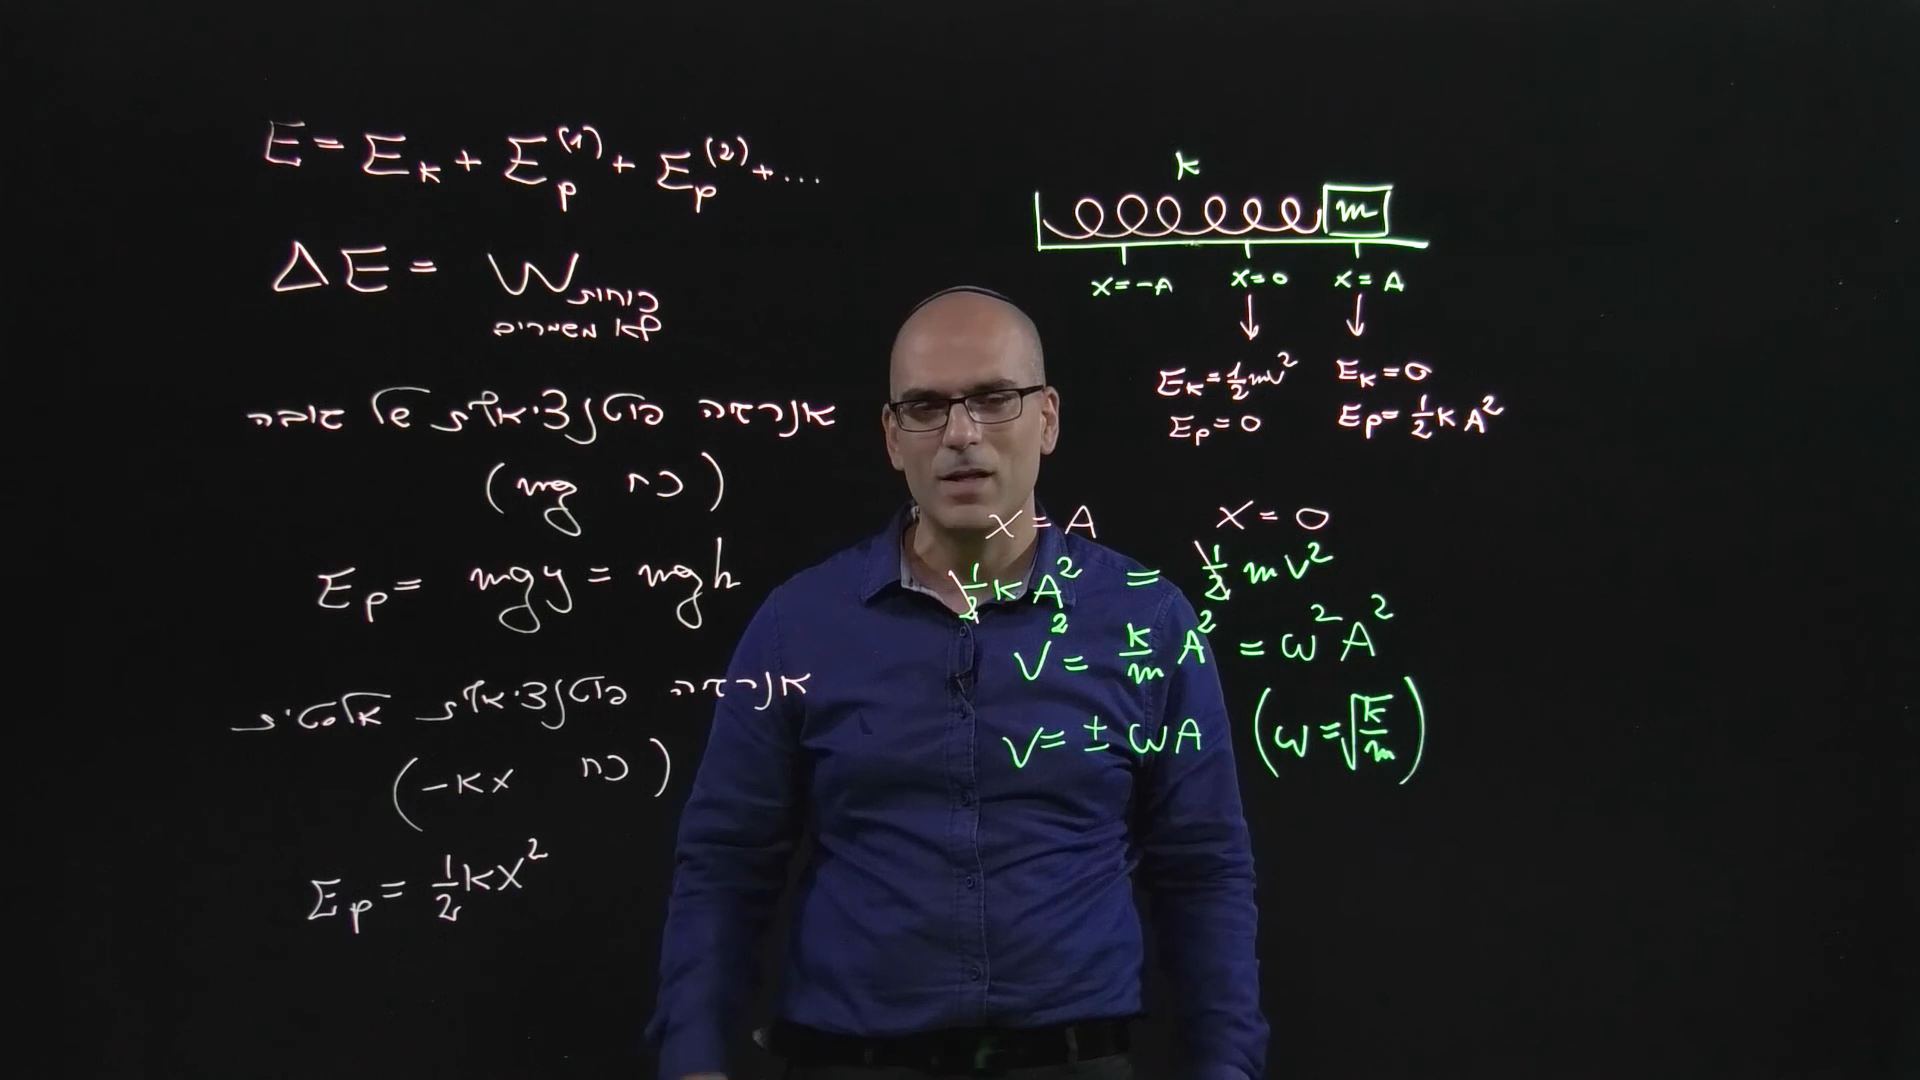 E = E_k + E_p^(1) + E_p^(2) + ...
ΔE = W כוחות
לא משמרים
אנרגיה פוטנציאלית של גובה
(כח mg)
E_p = mgy = mgh
אנרגיה פוטנציאלית אלסטית
(כח -kx)
E_p = ½kx²
k
m
x=-A x=0 x=A
E_k = ½mv² E_k = 0
E_p = 0 E_p = ½kA²
x = A x = 0
½kA² = ½mv²
v² = k/m A² = ω²A²
v = ± ωA (ω = √(k/m))